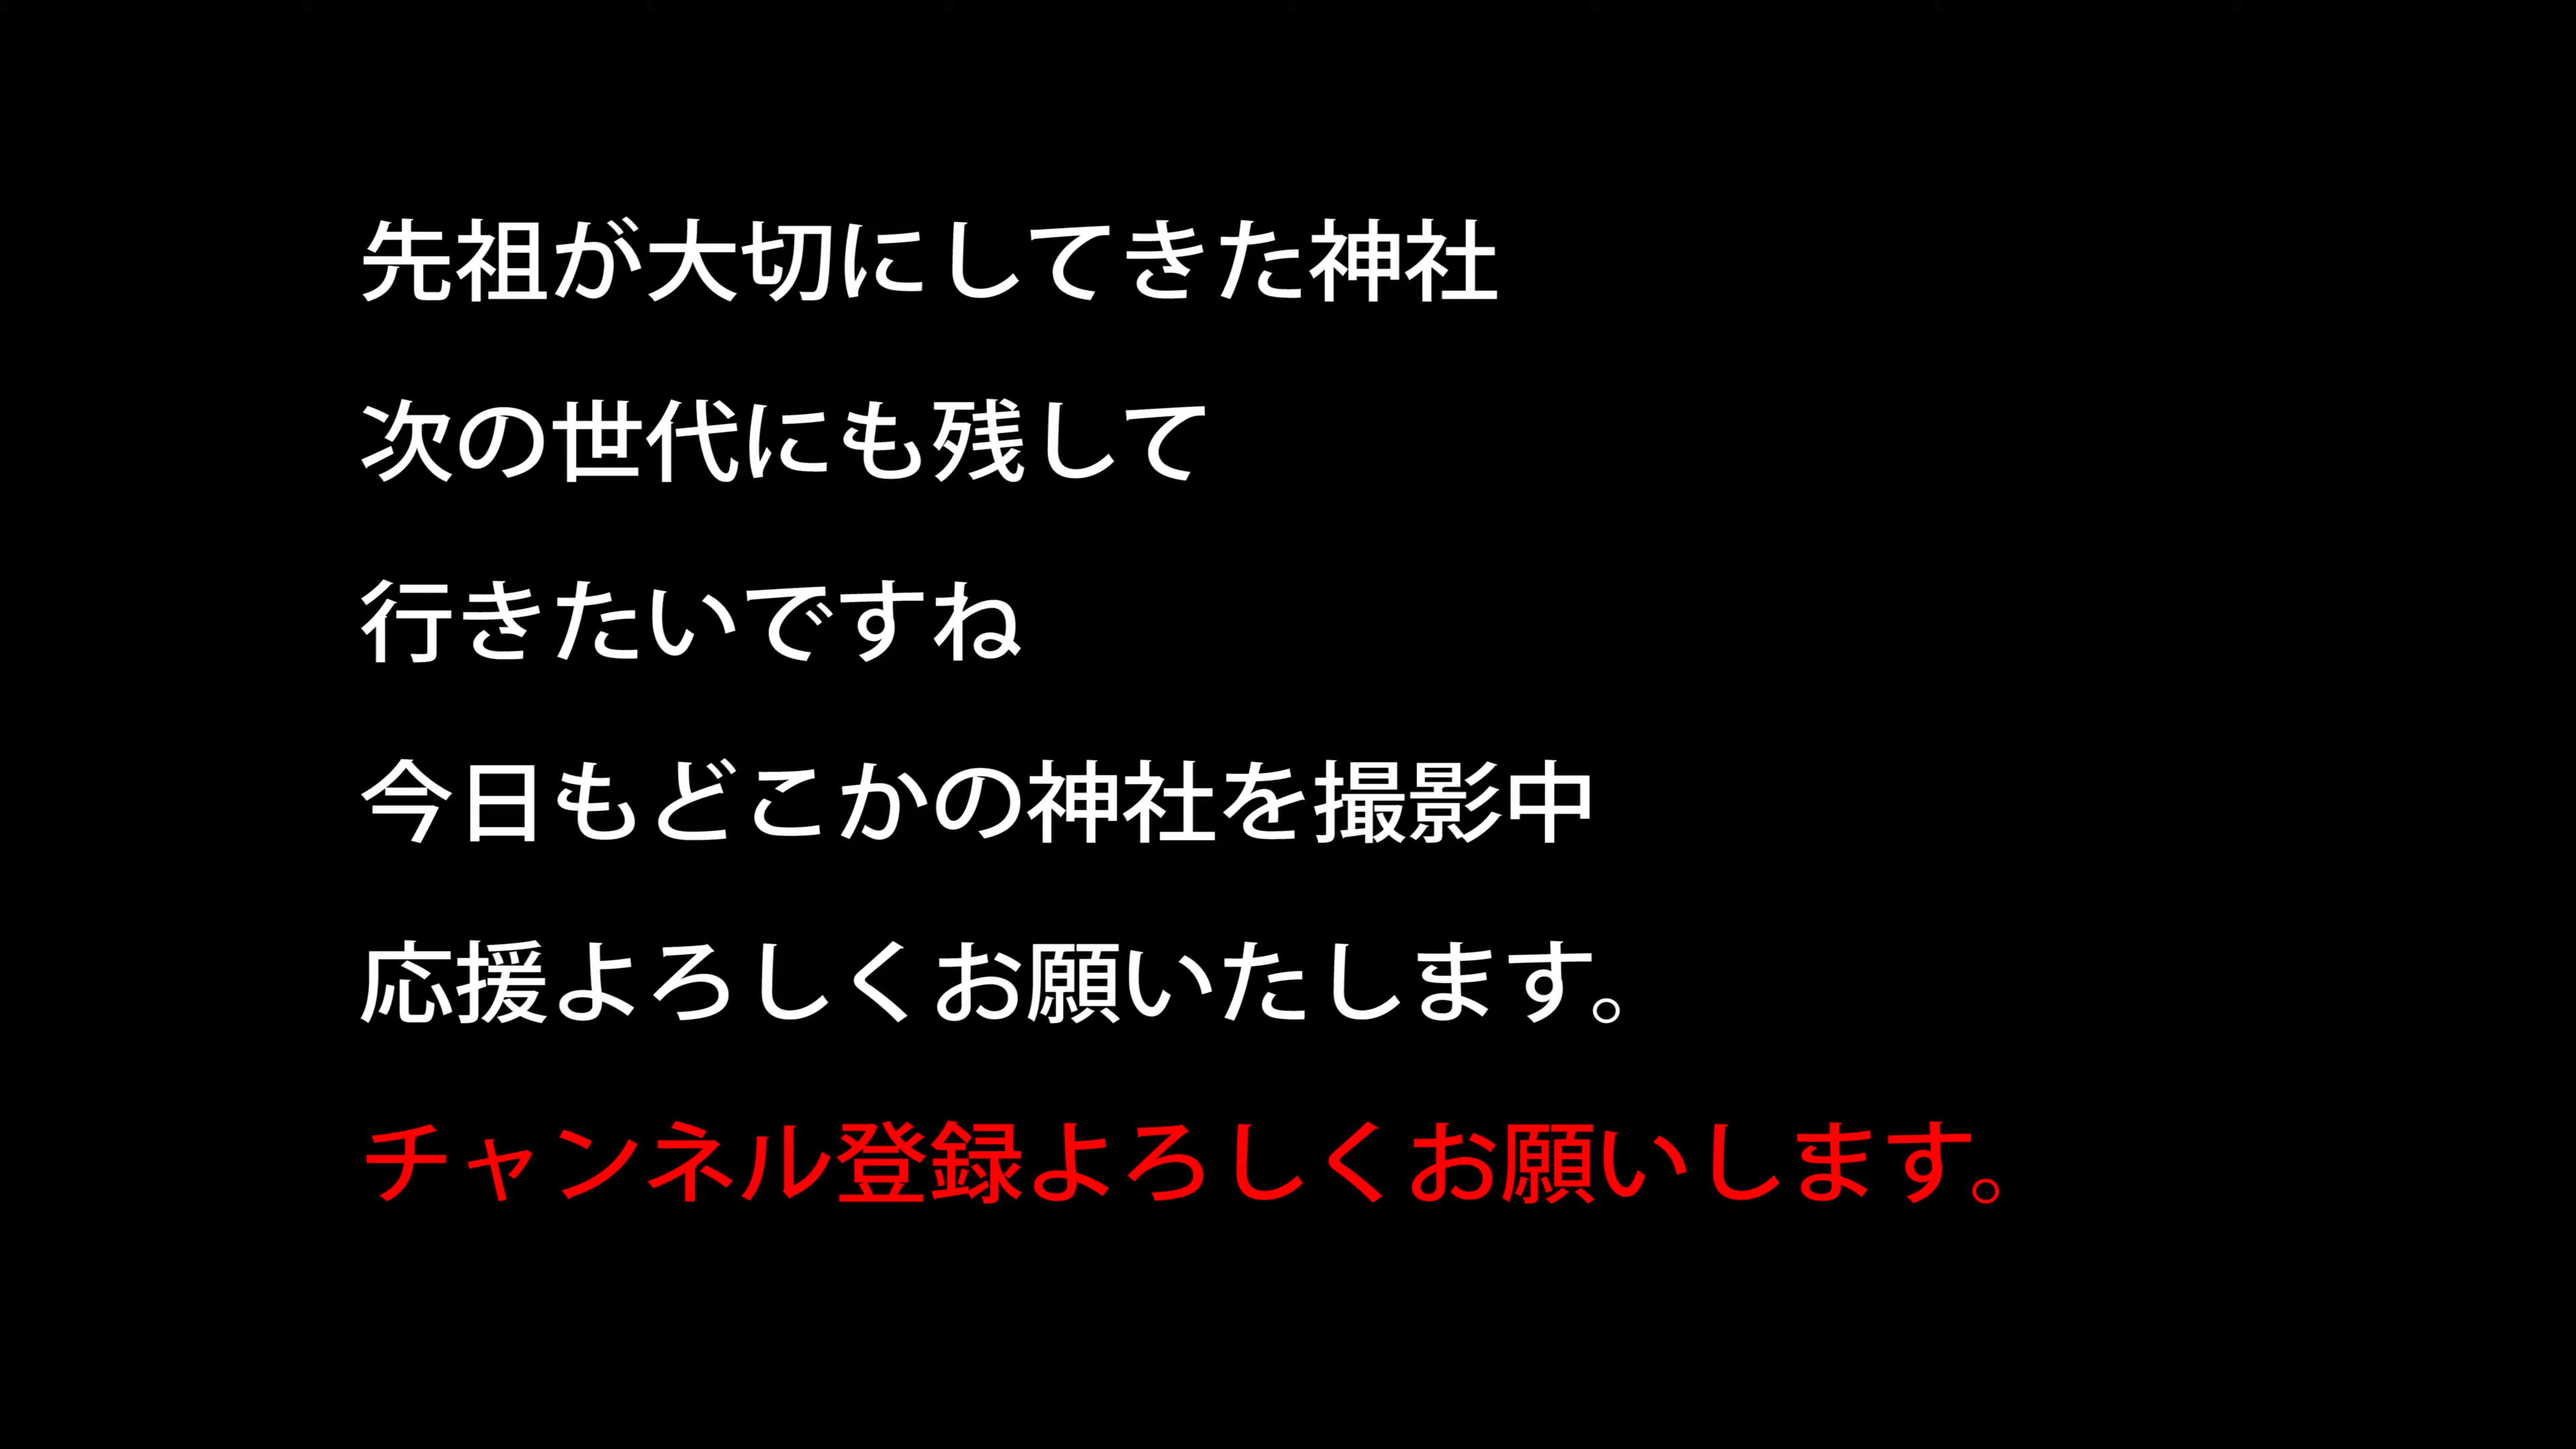 先祖が大切にしてきた神社
次の世代にも残して
行きたいですね
今日もどこかの神社を撮影中
応援よろしくお願いたします。
チャンネル登録よろしくお願いします。